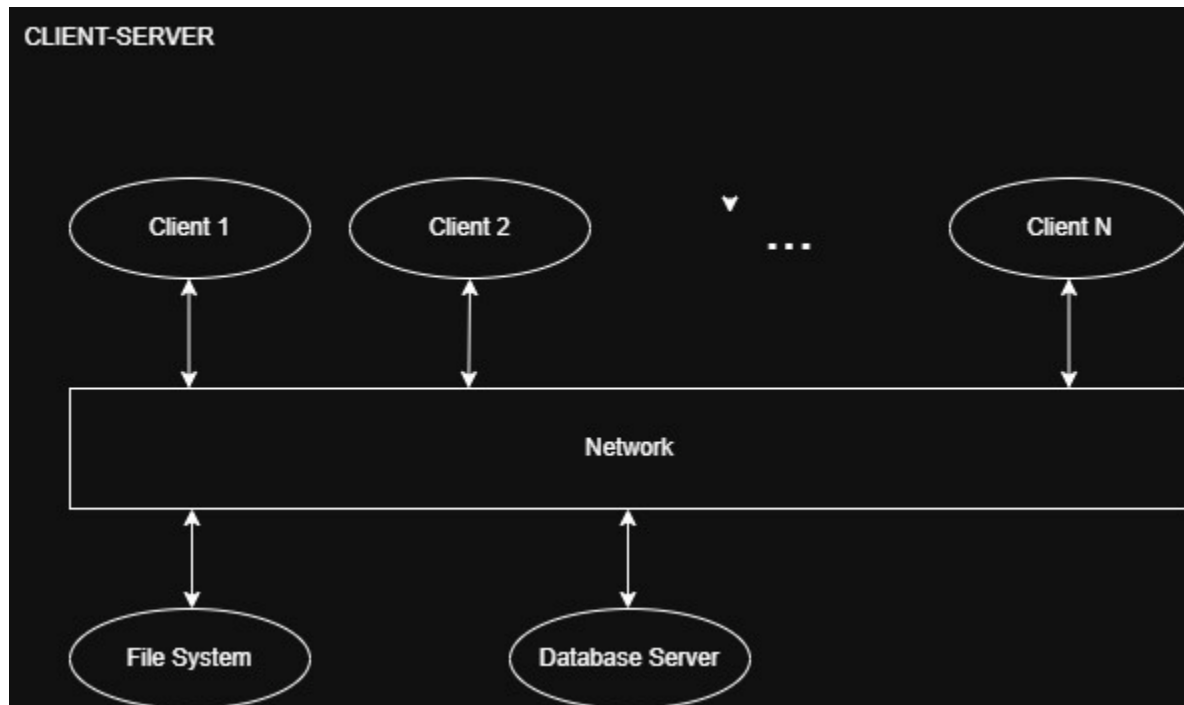 CLIENT-SERVER
Client 1
Client 2
...
Client N
Network
File System
Database Server